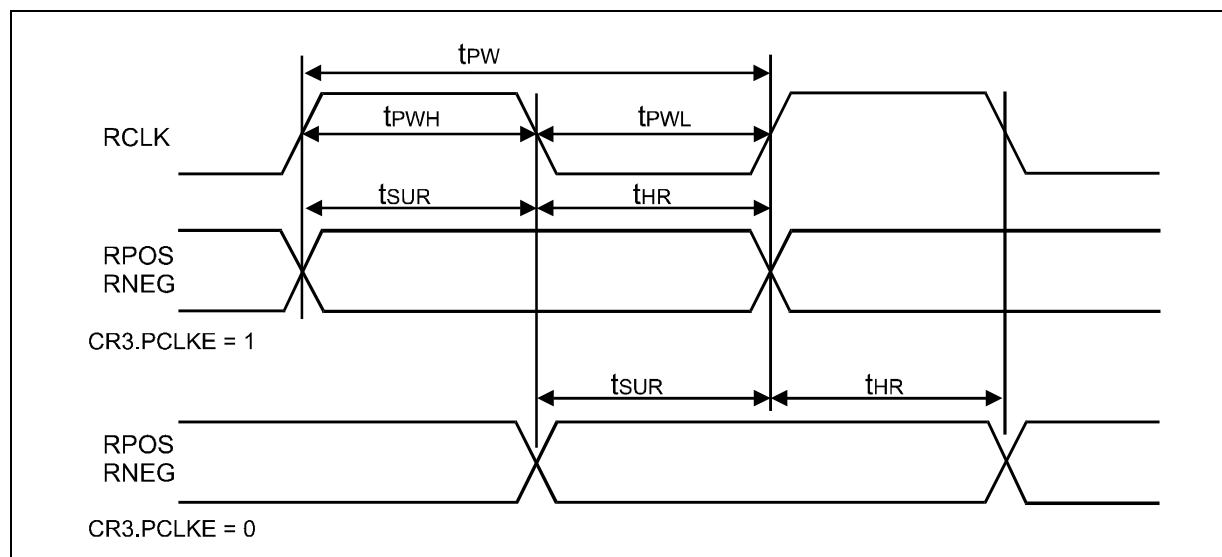 tPW
RCLK
tPWH
tPWL
tSUR
tHR
RPOS
RNEG
CR3.PCLKE = 1
tSUR
tHR
RPOS
RNEG
CR3.PCLKE = 0